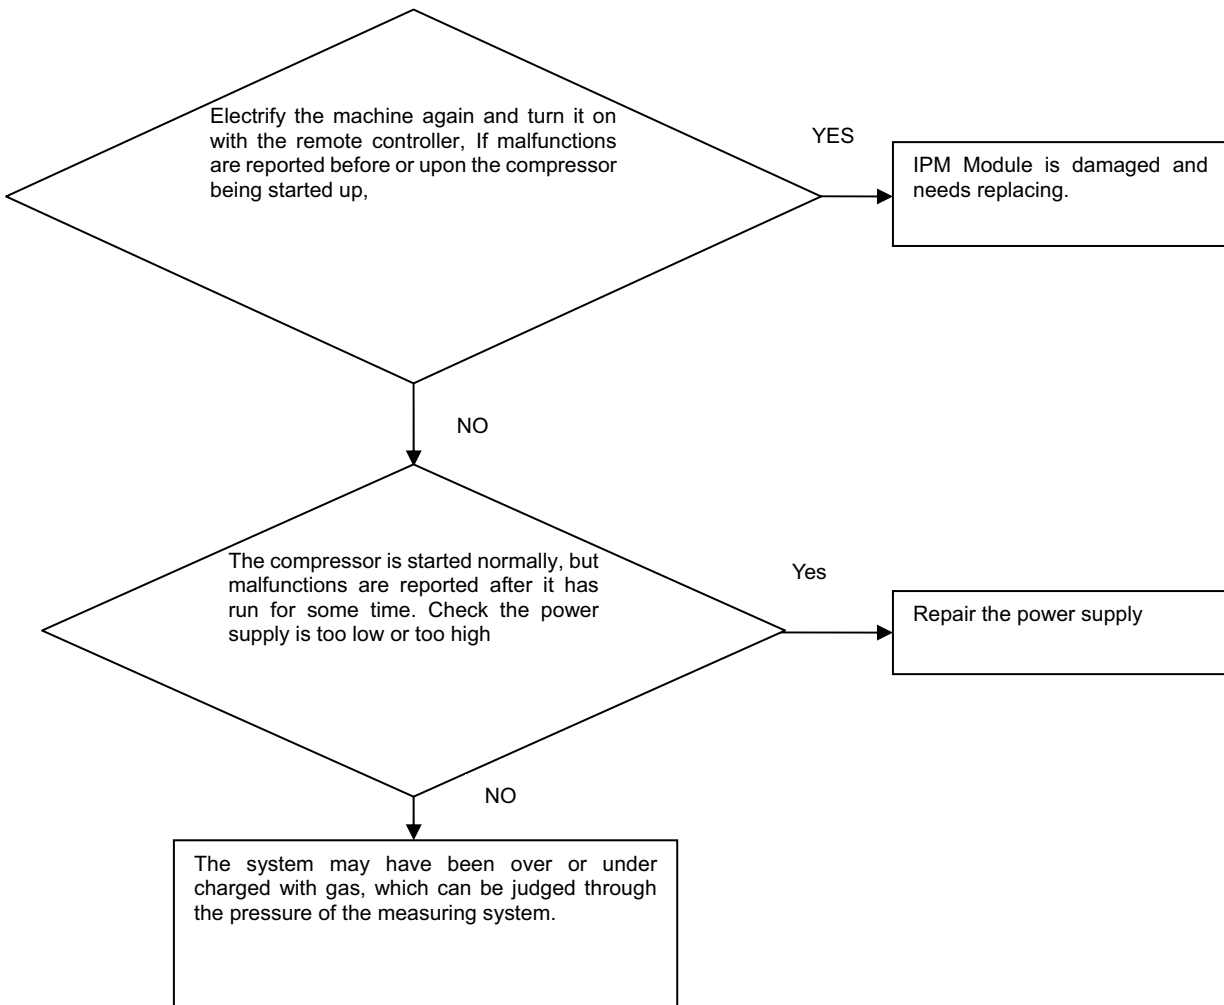 Electrify the machine again and turn it on
with the remote controller, If malfunctions
are reported before or upon the compressor
being started up,
YES
IPM Module is damaged and
needs replacing.
NO
The compressor is started normally, but
malfunctions are reported after it has
run for some time. Check the power
supply is too low or too high
Yes
Repair the power supply
NO
The system may have been over or under
charged with gas, which can be judged through
the pressure of the measuring system.